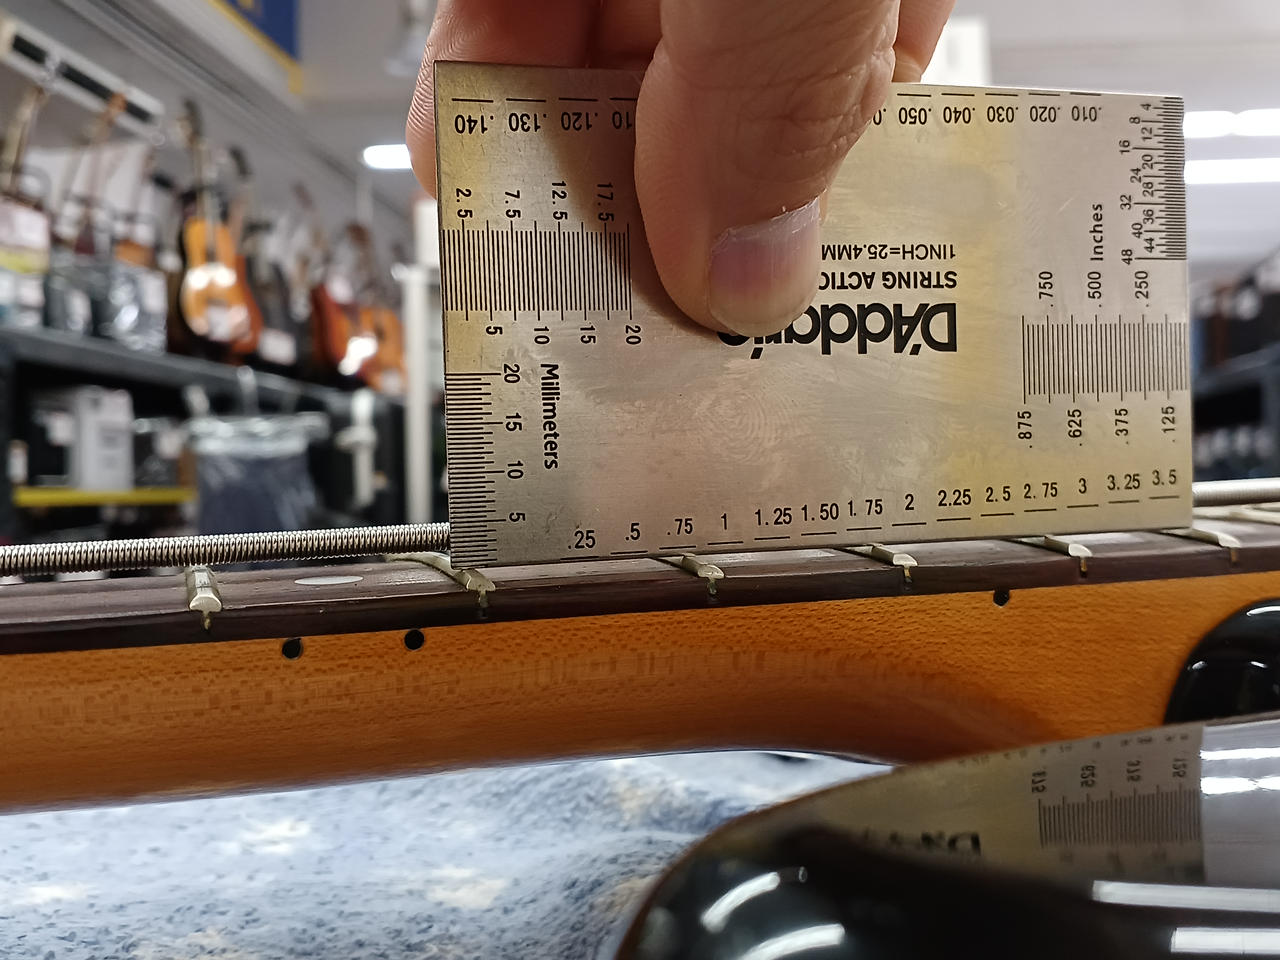 .140 .130 .120 .050 .040 .030 .020 .010
4 8 12 16 20 24 28 32 36 40 44 48
Inches
2.5 7.5 12.5 17.5
1INCH=25.4MM
STRING ACTIO
D'Addario
.750 .500 .250
5 10 15 20
Millimeters
20
15
10
5
.875 .625 .375 .125
.25 .5 .75 1 1.25 1.50 1.75 2 2.25 2.5 2.75 3 3.25 3.5